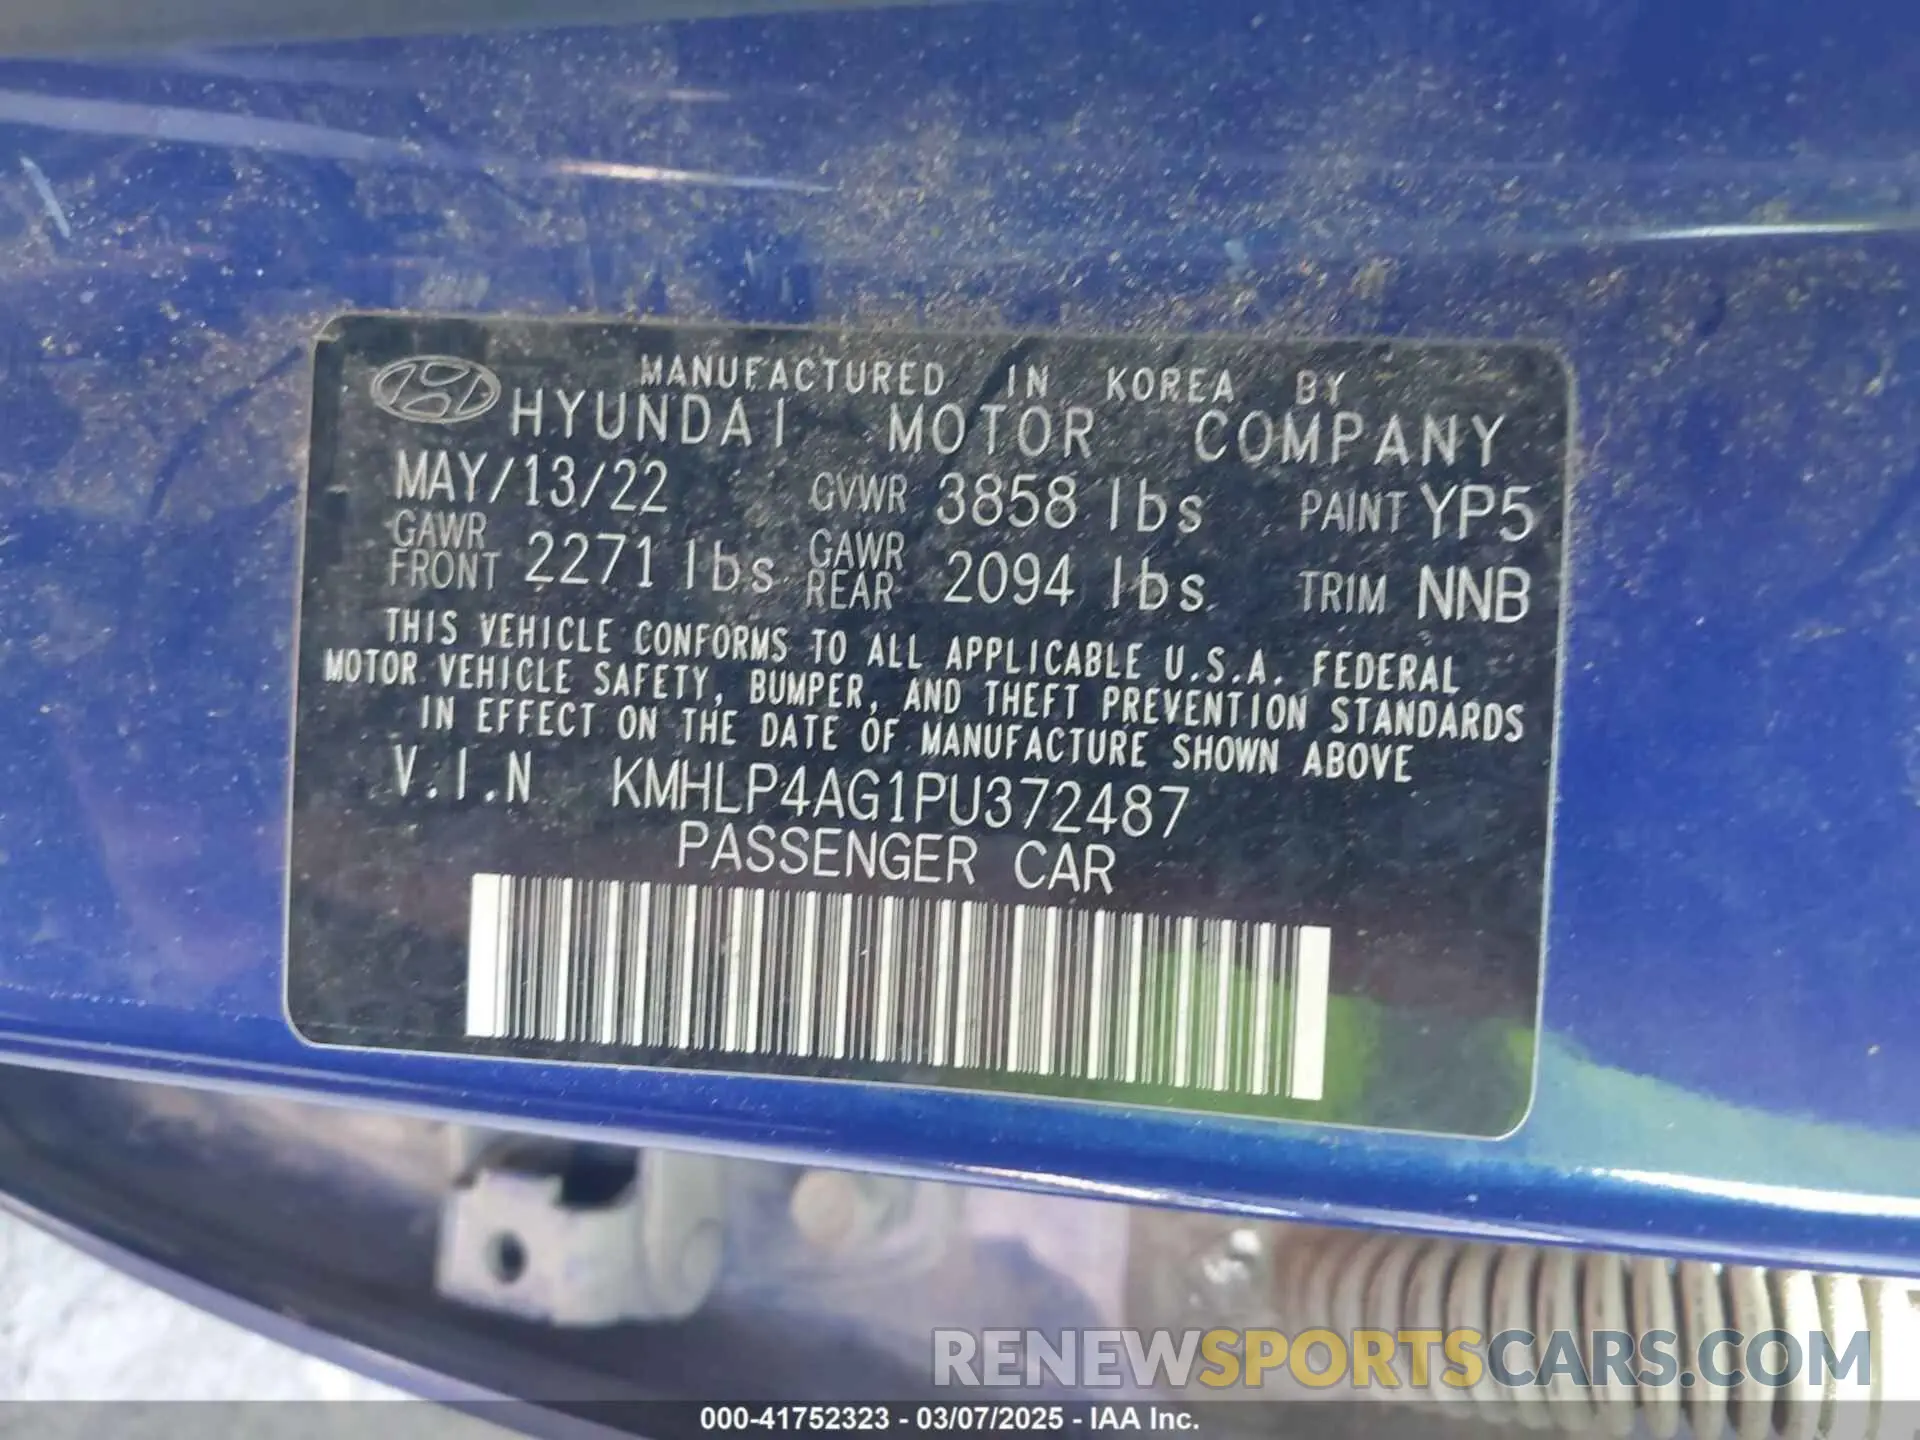 MANUFACTURED IN KOREA BY
HYUNDAI MOTOR COMPANY
MAY/13/22 GVWR 3858 lbs PAINT YP5
GAWR FRONT 2271 lbs GAWR REAR 2094 lbs TRIM NNB
THIS VEHICLE CONFORMS TO ALL APPLICABLE U.S.A. FEDERAL
MOTOR VEHICLE SAFETY, BUMPER, AND THEFT PREVENTION STANDARDS
IN EFFECT ON THE DATE OF MANUFACTURE SHOWN ABOVE
V.I.N KMHLP4AG1PU372487
PASSENGER CAR
RENEWSPORTSCARS.COM
000-41752323 - 03/07/2025 - IAA Inc.